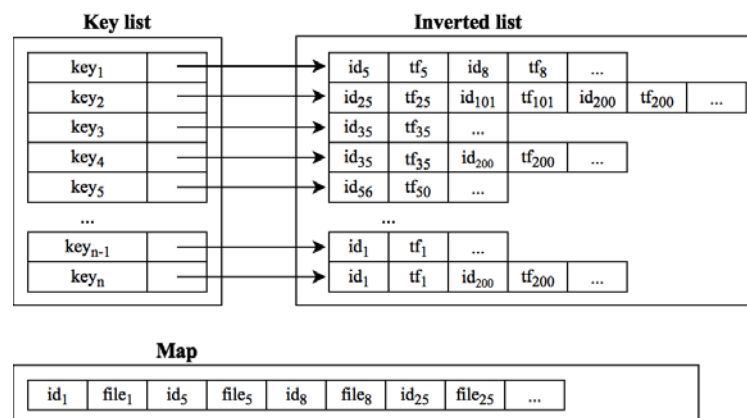 Key list Inverted list
key₁ id₅ tf₅ id₈ tf₈ ...
key₂ id₂₅ tf₂₅ id₁₀₁ tf₁₀₁ id₂₀₀ tf₂₀₀ ...
key₃ id₃₅ tf₃₅ ...
key₄ id₃₅ tf₃₅ id₂₀₀ tf₂₀₀ ...
key₅ id₅₆ tf₅₀ ...
... ...
keyₙ₋₁ id₁ tf₁ ...
keyₙ id₁ tf₁ id₂₀₀ tf₂₀₀ ...
Map
id₁ file₁ id₅ file₅ id₈ file₈ id₂₅ file₂₅ ...